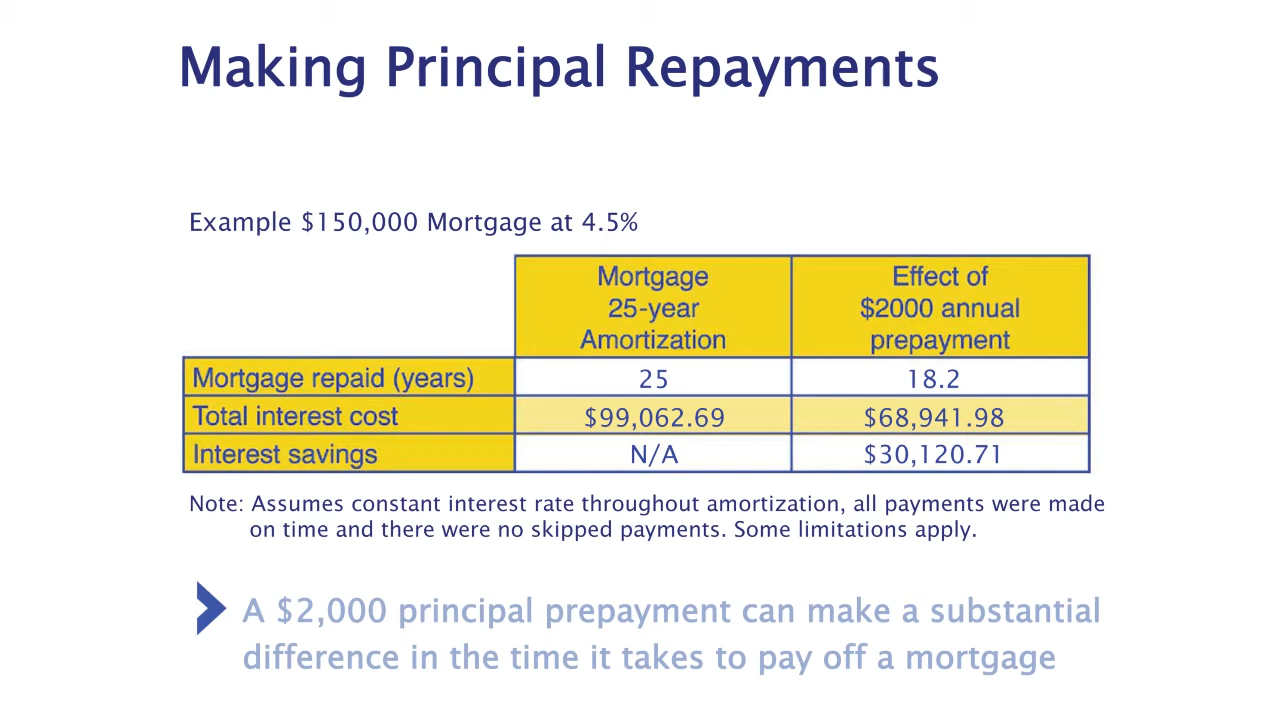 Making Principal Repayments
Example $150,000 Mortgage at 4.5%
Mortgage
25-year
Amortization
Effect of
$2000 annual
prepayment
Mortgage repaid (years) 25 18.2
Total interest cost $99,062.69 $68,941.98
Interest savings N/A $30,120.71
Note: Assumes constant interest rate throughout amortization, all payments were made
on time and there were no skipped payments. Some limitations apply.
A $2,000 principal prepayment can make a substantial
difference in the time it takes to pay off a mortgage